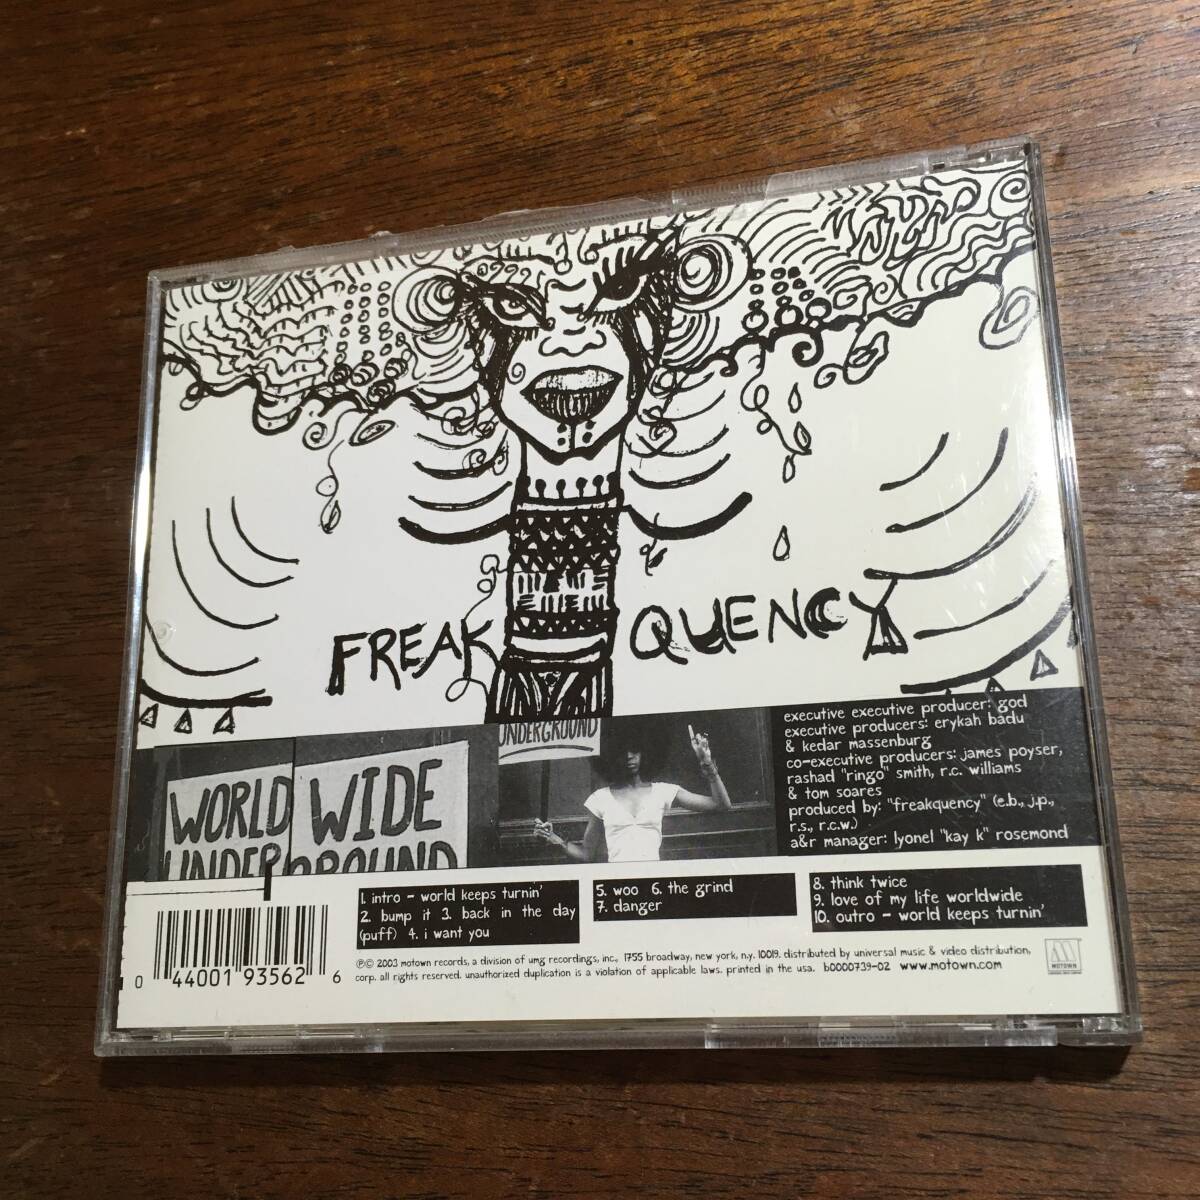 FREAK QUENCY
WORLD WIDE
UNDERGROUND
UNDERGROUND
executive executive producer: god
executive producers: erykah badu
& kedar massenburg
co-executive producers: james poyser,
rashad "ringo" smith, r.c. williams
& tom soares
produced by: "freakquency" (e.b., j.p.,
r.s., r.c.w.)
a&r manager: lyonel "kay k" rosemond
1. intro - world keeps turnin'
2. bump it 3. back in the day
(puff) 4. i want you
5. woo 6. the grind
7. danger
8. think twice
9. love of my life worldwide
10. outro - world keeps turnin'
0 44001 93562 6
℗© 2003 motown records, a division of umg recordings, inc., 1755 broadway, new york, n.y. 10019. distributed by universal music & video distribution,
corp. all rights reserved. unauthorized duplication is a violation of applicable laws. printed in the usa. b0000739-02 www.motown.com
M
MOTOWN